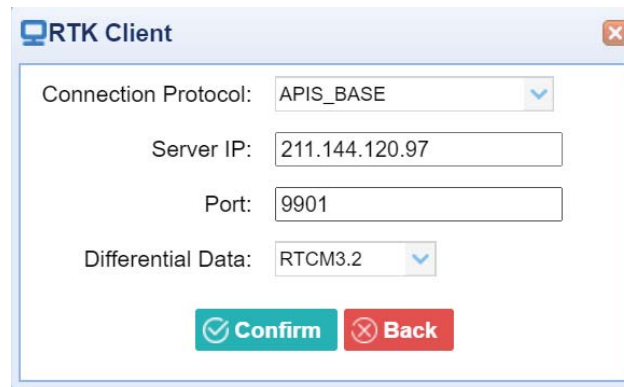 RTK Client
Connection Protocol: APIS_BASE
Server IP: 211.144.120.97
Port: 9901
Differential Data: RTCM3.2
Confirm Back